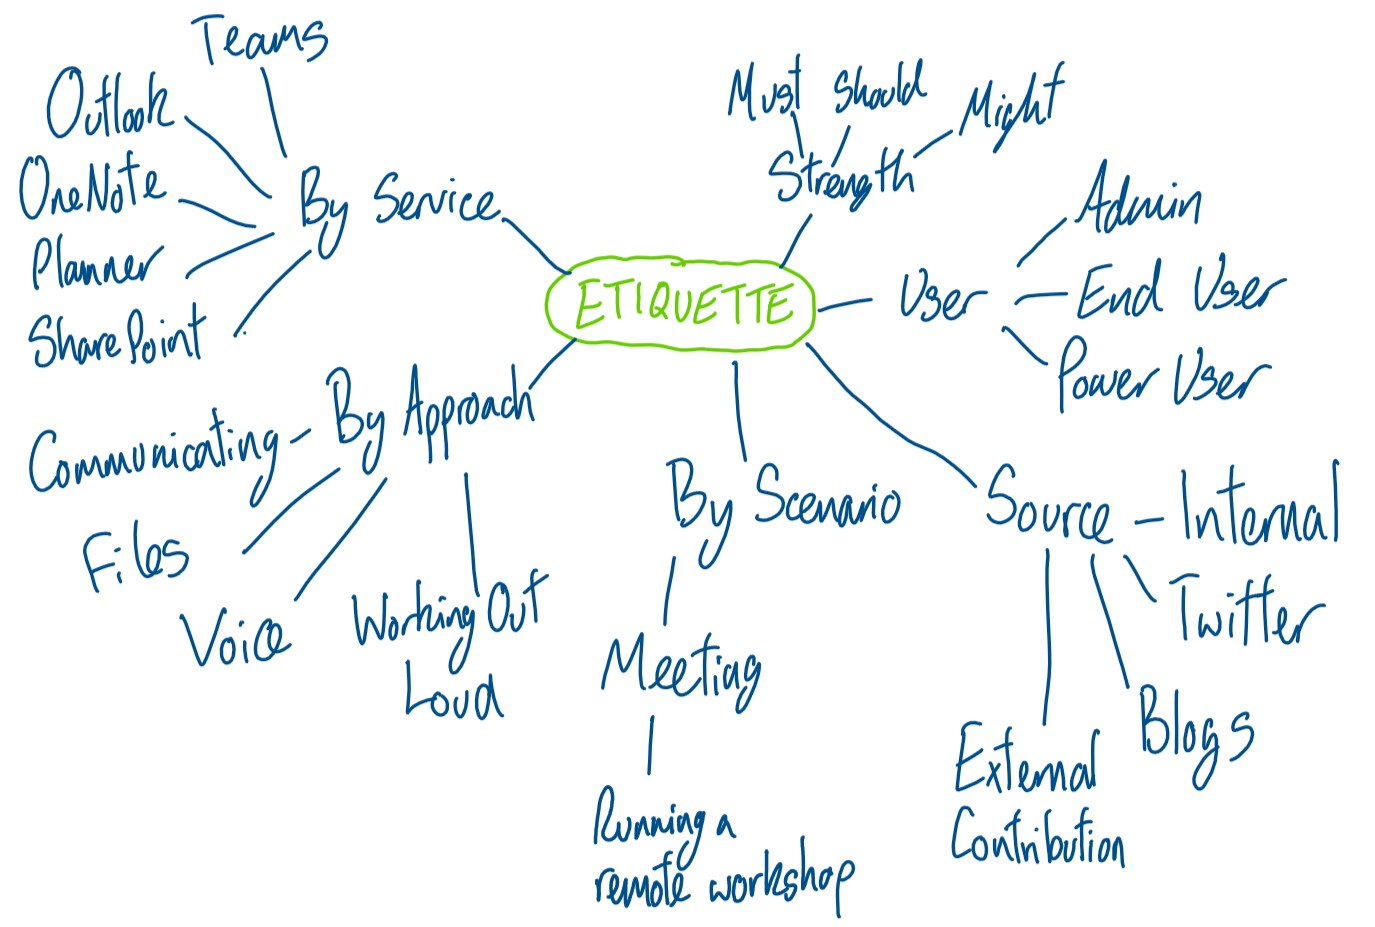 Teams
Outlook
OneNote
Planner
SharePoint
By Service
Must
Should
Might
Strength
ETIQUETTE
User
Admin
End User
Power User
By Approach
Communicating
Files
Voice
Working Out
Loud
By Scenario
Meeting
Running a
remote workshop
Source
Internal
Twitter
Blogs
External
Contribution